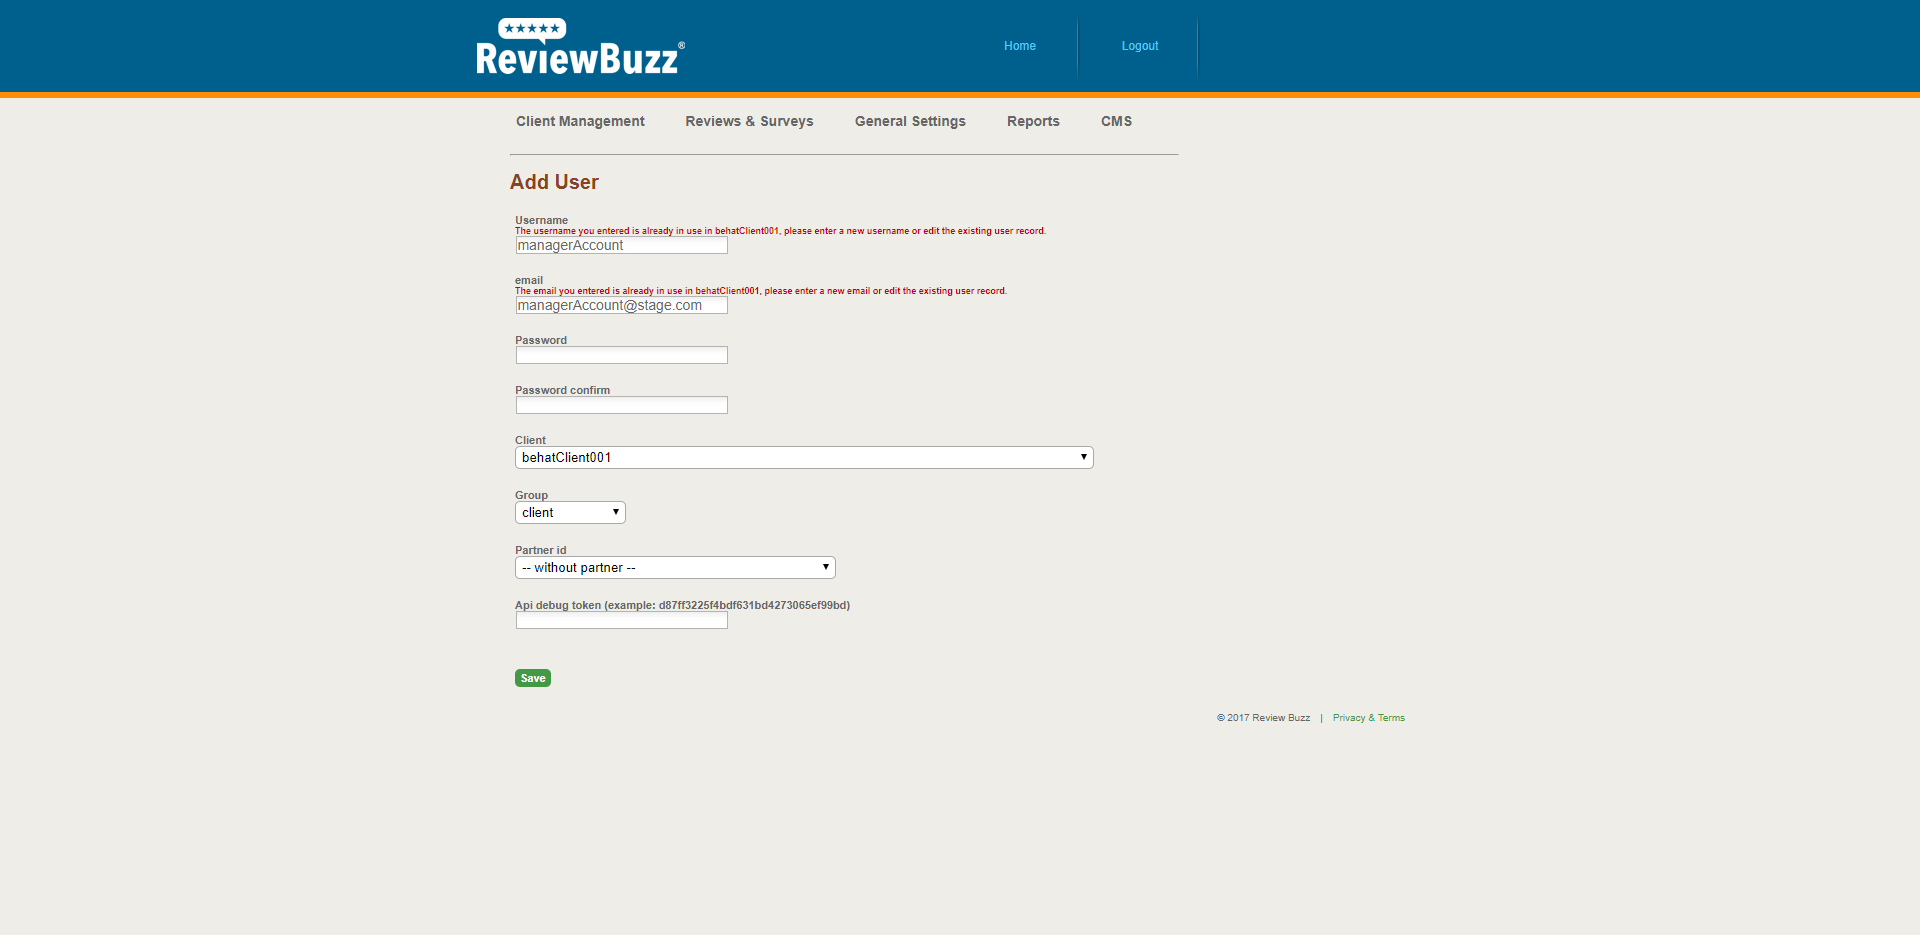 ReviewBuzz®
Home
Logout
Client Management
Reviews & Surveys
General Settings
Reports
CMS
Add User
Username
The username you entered is already in use in behatClient001, please enter a new username or edit the existing user record.
managerAccount
email
The email you entered is already in use in behatClient001, please enter a new email or edit the existing user record.
managerAccount@stage.com
Password
Password confirm
Client
behatClient001
Group
client
Partner id
-- without partner --
Api debug token (example: d87ff3225f4bdf631bd4273065ef99bd)
Save
© 2017 Review Buzz | Privacy & Terms